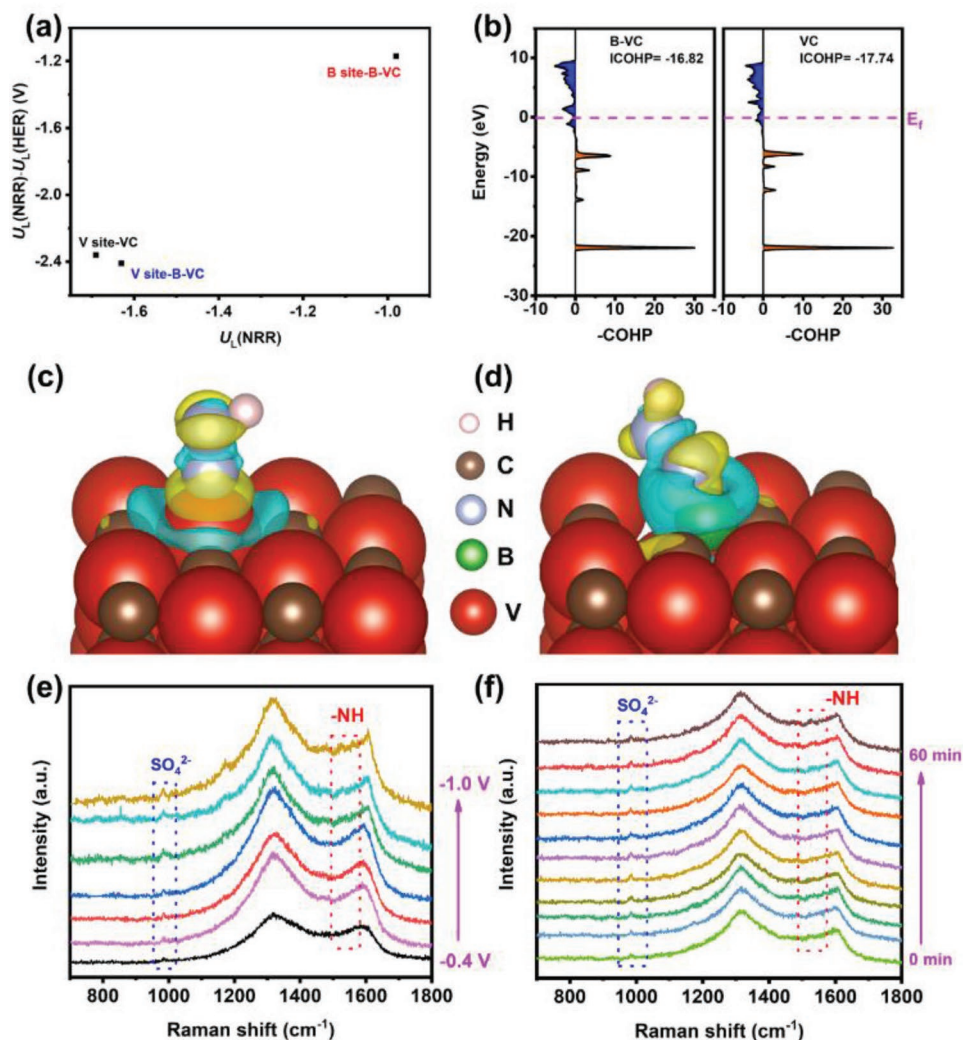 (a)
-1.2
-1.6
-2.0
-2.4
U_L(NRR)-U_L(HER) (V)
B site-B-VC
V site-VC
V site-B-VC
-1.6 -1.4 -1.2 -1.0
U_L(NRR)
(b)
10
0
-10
-20
-30
Energy (eV)
B-VC
ICOHP= -16.82
VC
ICOHP= -17.74
E_f
-10 0 10 20 30
-10 0 10 20 30
-COHP
-COHP
(c)
(d)
H
C
N
B
V
(e)
Intensity (a.u.)
SO₄²⁻
-NH
-1.0 V
-0.4 V
800 1000 1200 1400 1600 1800
Raman shift (cm⁻¹)
(f)
Intensity (a.u.)
SO₄²⁻
-NH
60 min
0 min
800 1000 1200 1400 1600 1800
Raman shift (cm⁻¹)